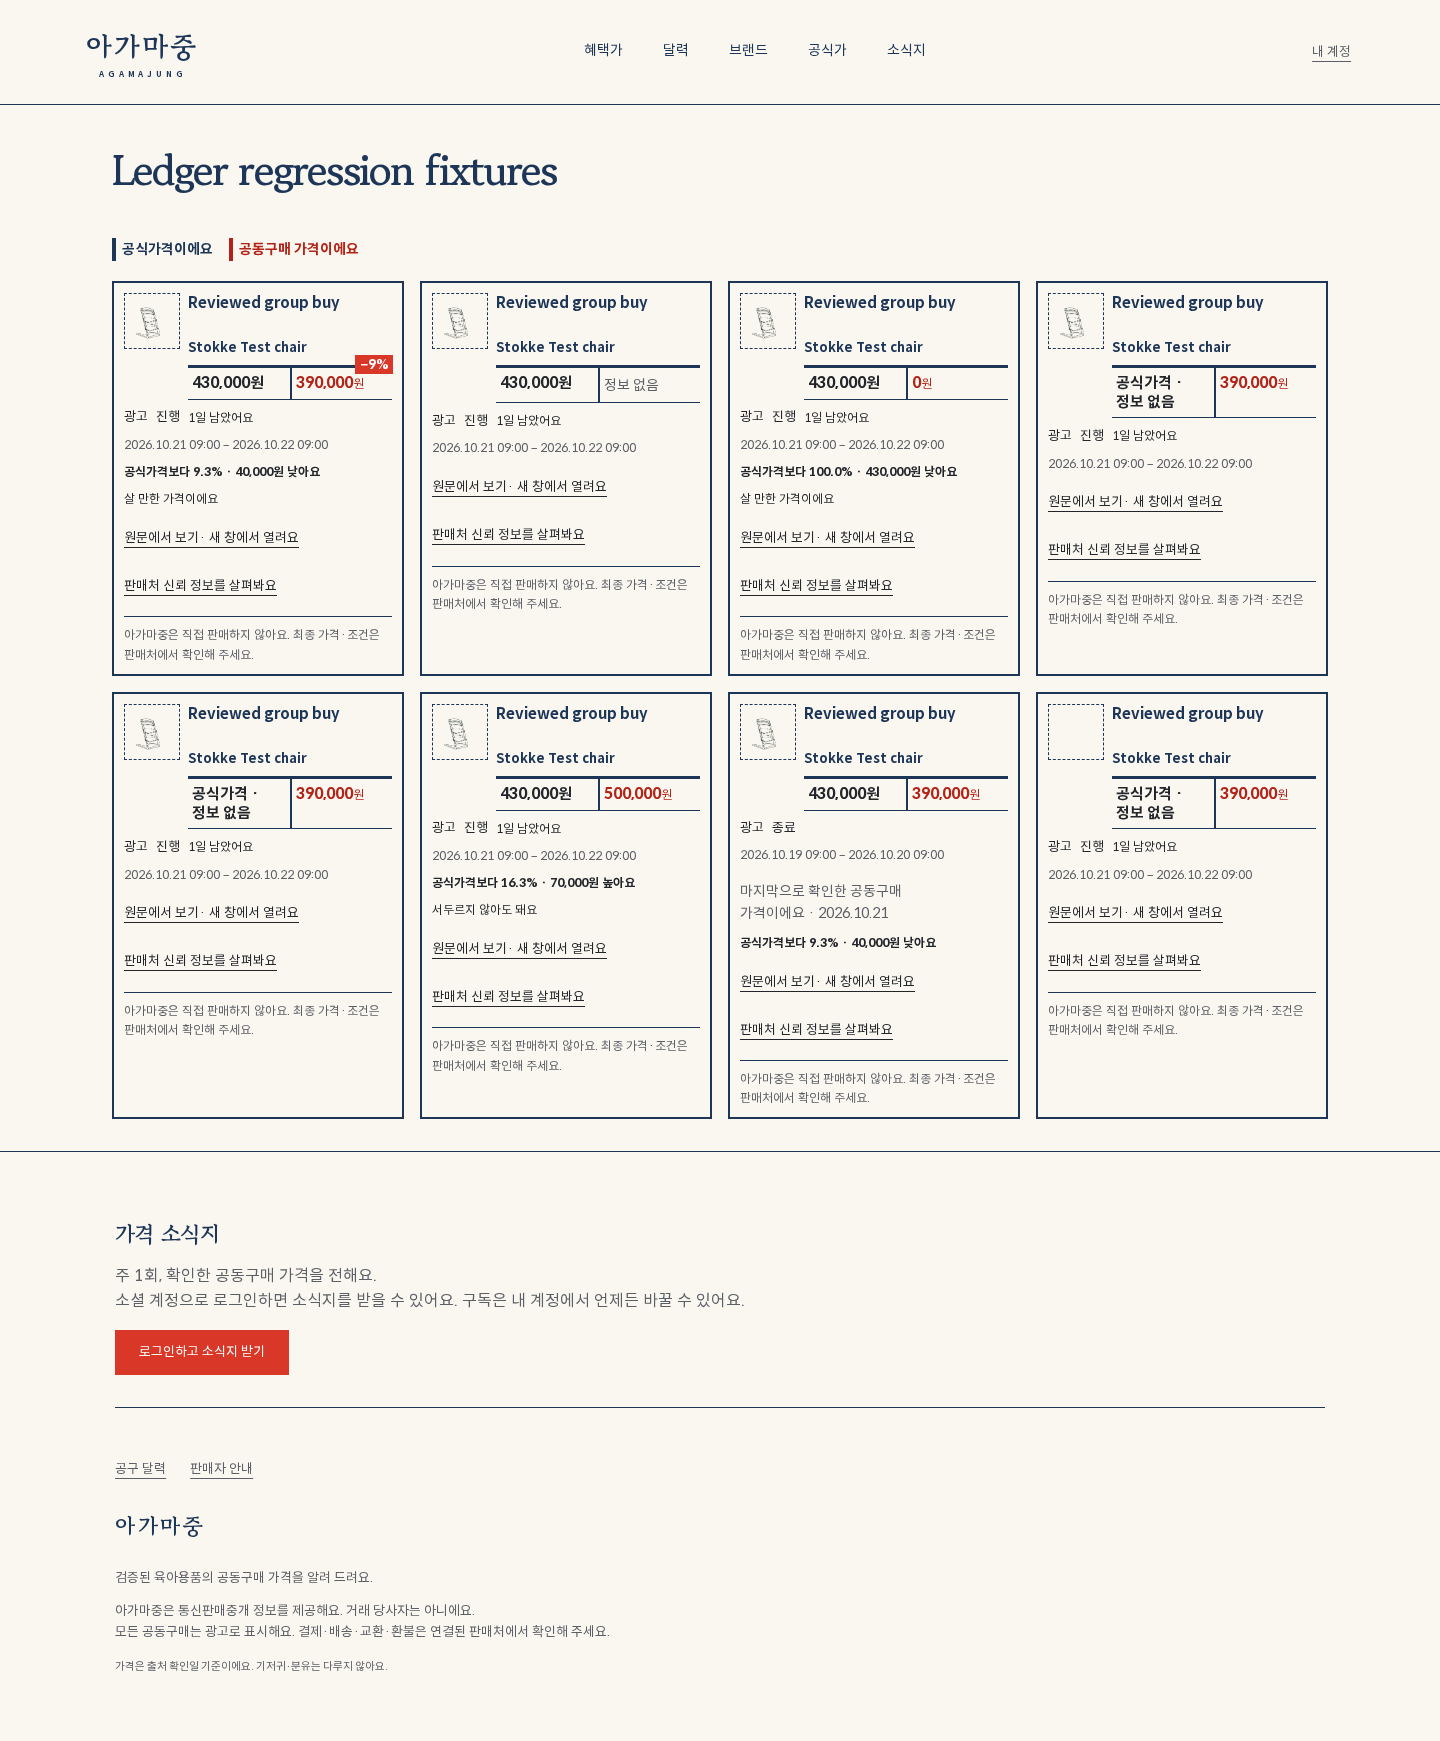 아가마중
AGAMAJUNG
혜택가
달력
브랜드
공식가
소식지
내 계정
Ledger regression fixtures
공식가격이에요
공동구매 가격이에요
Reviewed group buy
Stokke Test chair
–9%
430,000원
390,000원
광고 진행 1일 남았어요
2026.10.21 09:00 – 2026.10.22 09:00
공식가격보다 9.3% · 40,000원 낮아요
살 만한 가격이에요
원문에서 보기 · 새 창에서 열려요
판매처 신뢰 정보를 살펴봐요
아가마중은 직접 판매하지 않아요. 최종 가격 · 조건은
판매처에서 확인해 주세요.
Reviewed group buy
Stokke Test chair
430,000원
정보 없음
광고 진행 1일 남았어요
2026.10.21 09:00 – 2026.10.22 09:00
원문에서 보기 · 새 창에서 열려요
판매처 신뢰 정보를 살펴봐요
아가마중은 직접 판매하지 않아요. 최종 가격 · 조건은
판매처에서 확인해 주세요.
Reviewed group buy
Stokke Test chair
430,000원
0원
광고 진행 1일 남았어요
2026.10.21 09:00 – 2026.10.22 09:00
공식가격보다 100.0% · 430,000원 낮아요
살 만한 가격이에요
원문에서 보기 · 새 창에서 열려요
판매처 신뢰 정보를 살펴봐요
아가마중은 직접 판매하지 않아요. 최종 가격 · 조건은
판매처에서 확인해 주세요.
Reviewed group buy
Stokke Test chair
공식가격 ·
정보 없음
390,000원
광고 진행 1일 남았어요
2026.10.21 09:00 – 2026.10.22 09:00
원문에서 보기 · 새 창에서 열려요
판매처 신뢰 정보를 살펴봐요
아가마중은 직접 판매하지 않아요. 최종 가격 · 조건은
판매처에서 확인해 주세요.
Reviewed group buy
Stokke Test chair
공식가격 ·
정보 없음
390,000원
광고 진행 1일 남았어요
2026.10.21 09:00 – 2026.10.22 09:00
원문에서 보기 · 새 창에서 열려요
판매처 신뢰 정보를 살펴봐요
아가마중은 직접 판매하지 않아요. 최종 가격 · 조건은
판매처에서 확인해 주세요.
Reviewed group buy
Stokke Test chair
430,000원
500,000원
광고 진행 1일 남았어요
2026.10.21 09:00 – 2026.10.22 09:00
공식가격보다 16.3% · 70,000원 높아요
서두르지 않아도 돼요
원문에서 보기 · 새 창에서 열려요
판매처 신뢰 정보를 살펴봐요
아가마중은 직접 판매하지 않아요. 최종 가격 · 조건은
판매처에서 확인해 주세요.
Reviewed group buy
Stokke Test chair
430,000원
390,000원
광고 종료
2026.10.19 09:00 – 2026.10.20 09:00
마지막으로 확인한 공동구매
가격이에요 · 2026.10.21
공식가격보다 9.3% · 40,000원 낮아요
원문에서 보기 · 새 창에서 열려요
판매처 신뢰 정보를 살펴봐요
아가마중은 직접 판매하지 않아요. 최종 가격 · 조건은
판매처에서 확인해 주세요.
Reviewed group buy
Stokke Test chair
공식가격 ·
정보 없음
390,000원
광고 진행 1일 남았어요
2026.10.21 09:00 – 2026.10.22 09:00
원문에서 보기 · 새 창에서 열려요
판매처 신뢰 정보를 살펴봐요
아가마중은 직접 판매하지 않아요. 최종 가격 · 조건은
판매처에서 확인해 주세요.
가격 소식지
주 1회, 확인한 공동구매 가격을 전해요.
소셜 계정으로 로그인하면 소식지를 받을 수 있어요. 구독은 내 계정에서 언제든 바꿀 수 있어요.
로그인하고 소식지 받기
공구 달력
판매자 안내
아가마중
검증된 육아용품의 공동구매 가격을 알려 드려요.
아가마중은 통신판매중개 정보를 제공해요. 거래 당사자는 아니에요.
모든 공동구매는 광고로 표시해요. 결제·배송·교환·환불은 연결된 판매처에서 확인해 주세요.
가격은 출처 확인일 기준이에요. 기저귀·분유는 다루지 않아요.